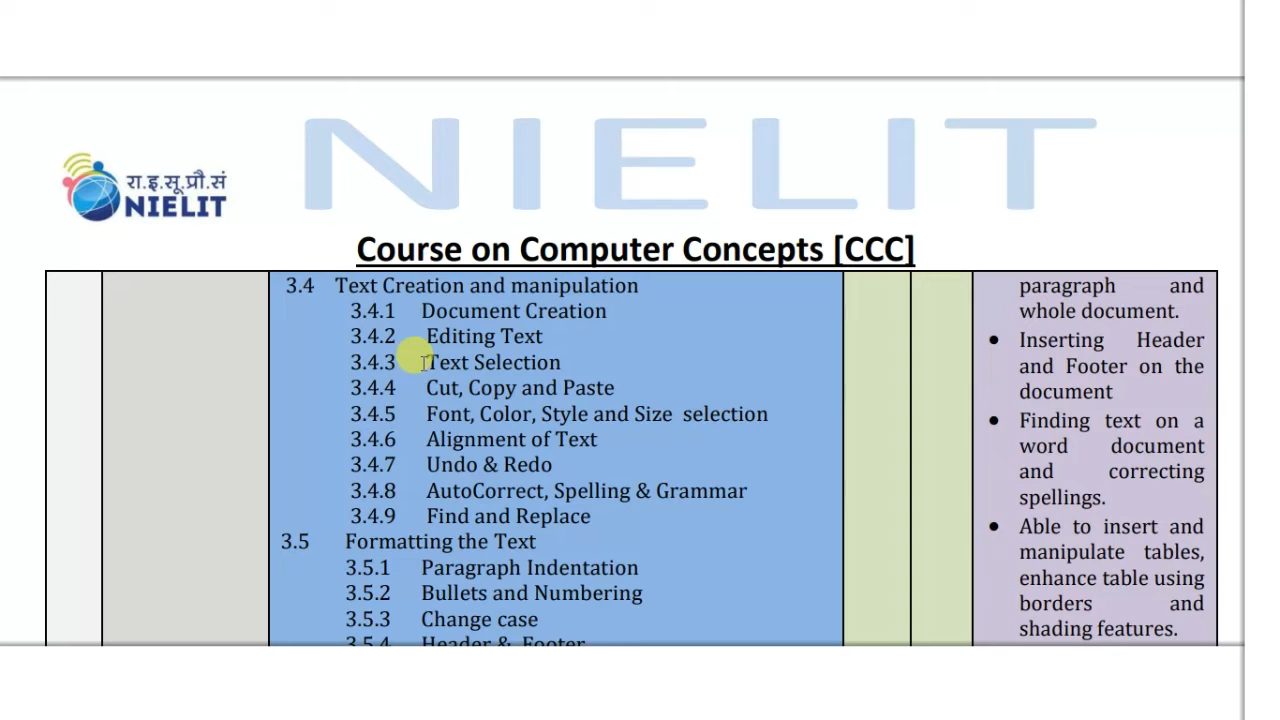 NIELIT
रा.इ.सू.प्रौ.सं
NIELIT
Course on Computer Concepts [CCC]
3.4 Text Creation and manipulation
3.4.1 Document Creation
3.4.2 Editing Text
3.4.3 Text Selection
3.4.4 Cut, Copy and Paste
3.4.5 Font, Color, Style and Size selection
3.4.6 Alignment of Text
3.4.7 Undo & Redo
3.4.8 AutoCorrect, Spelling & Grammar
3.4.9 Find and Replace
3.5 Formatting the Text
3.5.1 Paragraph Indentation
3.5.2 Bullets and Numbering
3.5.3 Change case
3.5.4 Header & Footer
paragraph and
whole document.
● Inserting Header
and Footer on the
document
● Finding text on a
word document
and correcting
spellings.
● Able to insert and
manipulate tables,
enhance table using
borders and
shading features.